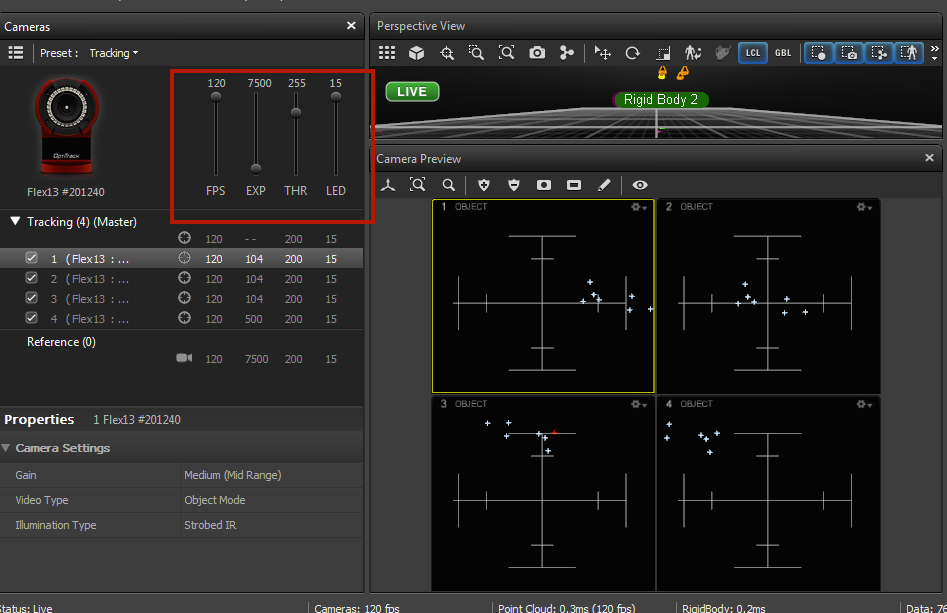 Cameras
Preset : Tracking
120 7500 255 15
OptiTrack
FPS EXP THR LED
Flex13 #201240
Tracking (4) (Master)
120 -- 200 15
1 (Flex13 : ... 120 104 200 15
2 (Flex13 : ... 120 104 200 15
3 (Flex13 : ... 120 104 200 15
4 (Flex13 : ... 120 500 200 15
Reference (0)
120 7500 200 15
Properties 1 Flex13 #201240
Camera Settings
Gain Medium (Mid Range)
Video Type Object Mode
Illumination Type Strobed IR
Perspective View
LCL GBL
LIVE
Rigid Body 2
Camera Preview
1 OBJECT
2 OBJECT
3 OBJECT
4 OBJECT
Status: Live Cameras: 120 fps Point Cloud: 0.3ms (120 fps) RigidBody: 0.2ms Data: 76